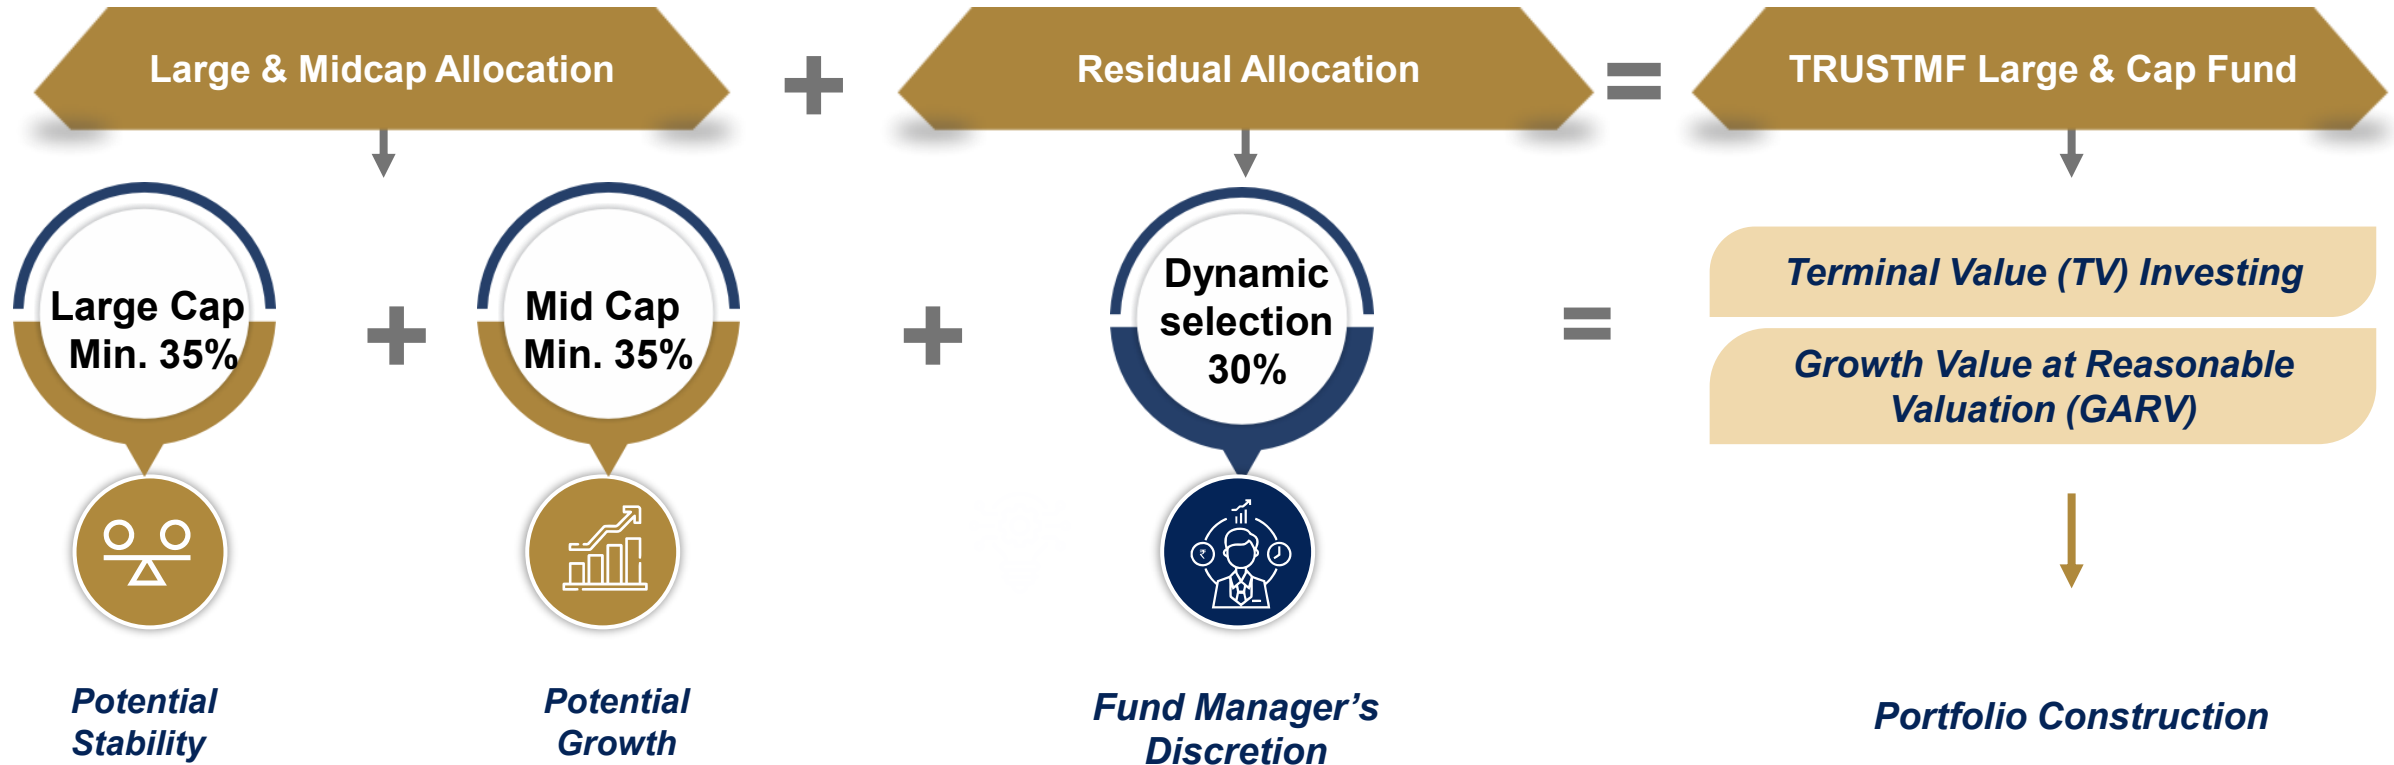 Large & Midcap Allocation
+
Residual Allocation
=
TRUSTMF Large & Cap Fund
Large Cap
Min. 35%
+
Mid Cap
Min. 35%
+
Dynamic
selection
30%
=
Terminal Value (TV) Investing
Growth Value at Reasonable
Valuation (GARV)
₹
Potential
Stability
Potential
Growth
Fund Manager’s
Discretion
Portfolio Construction